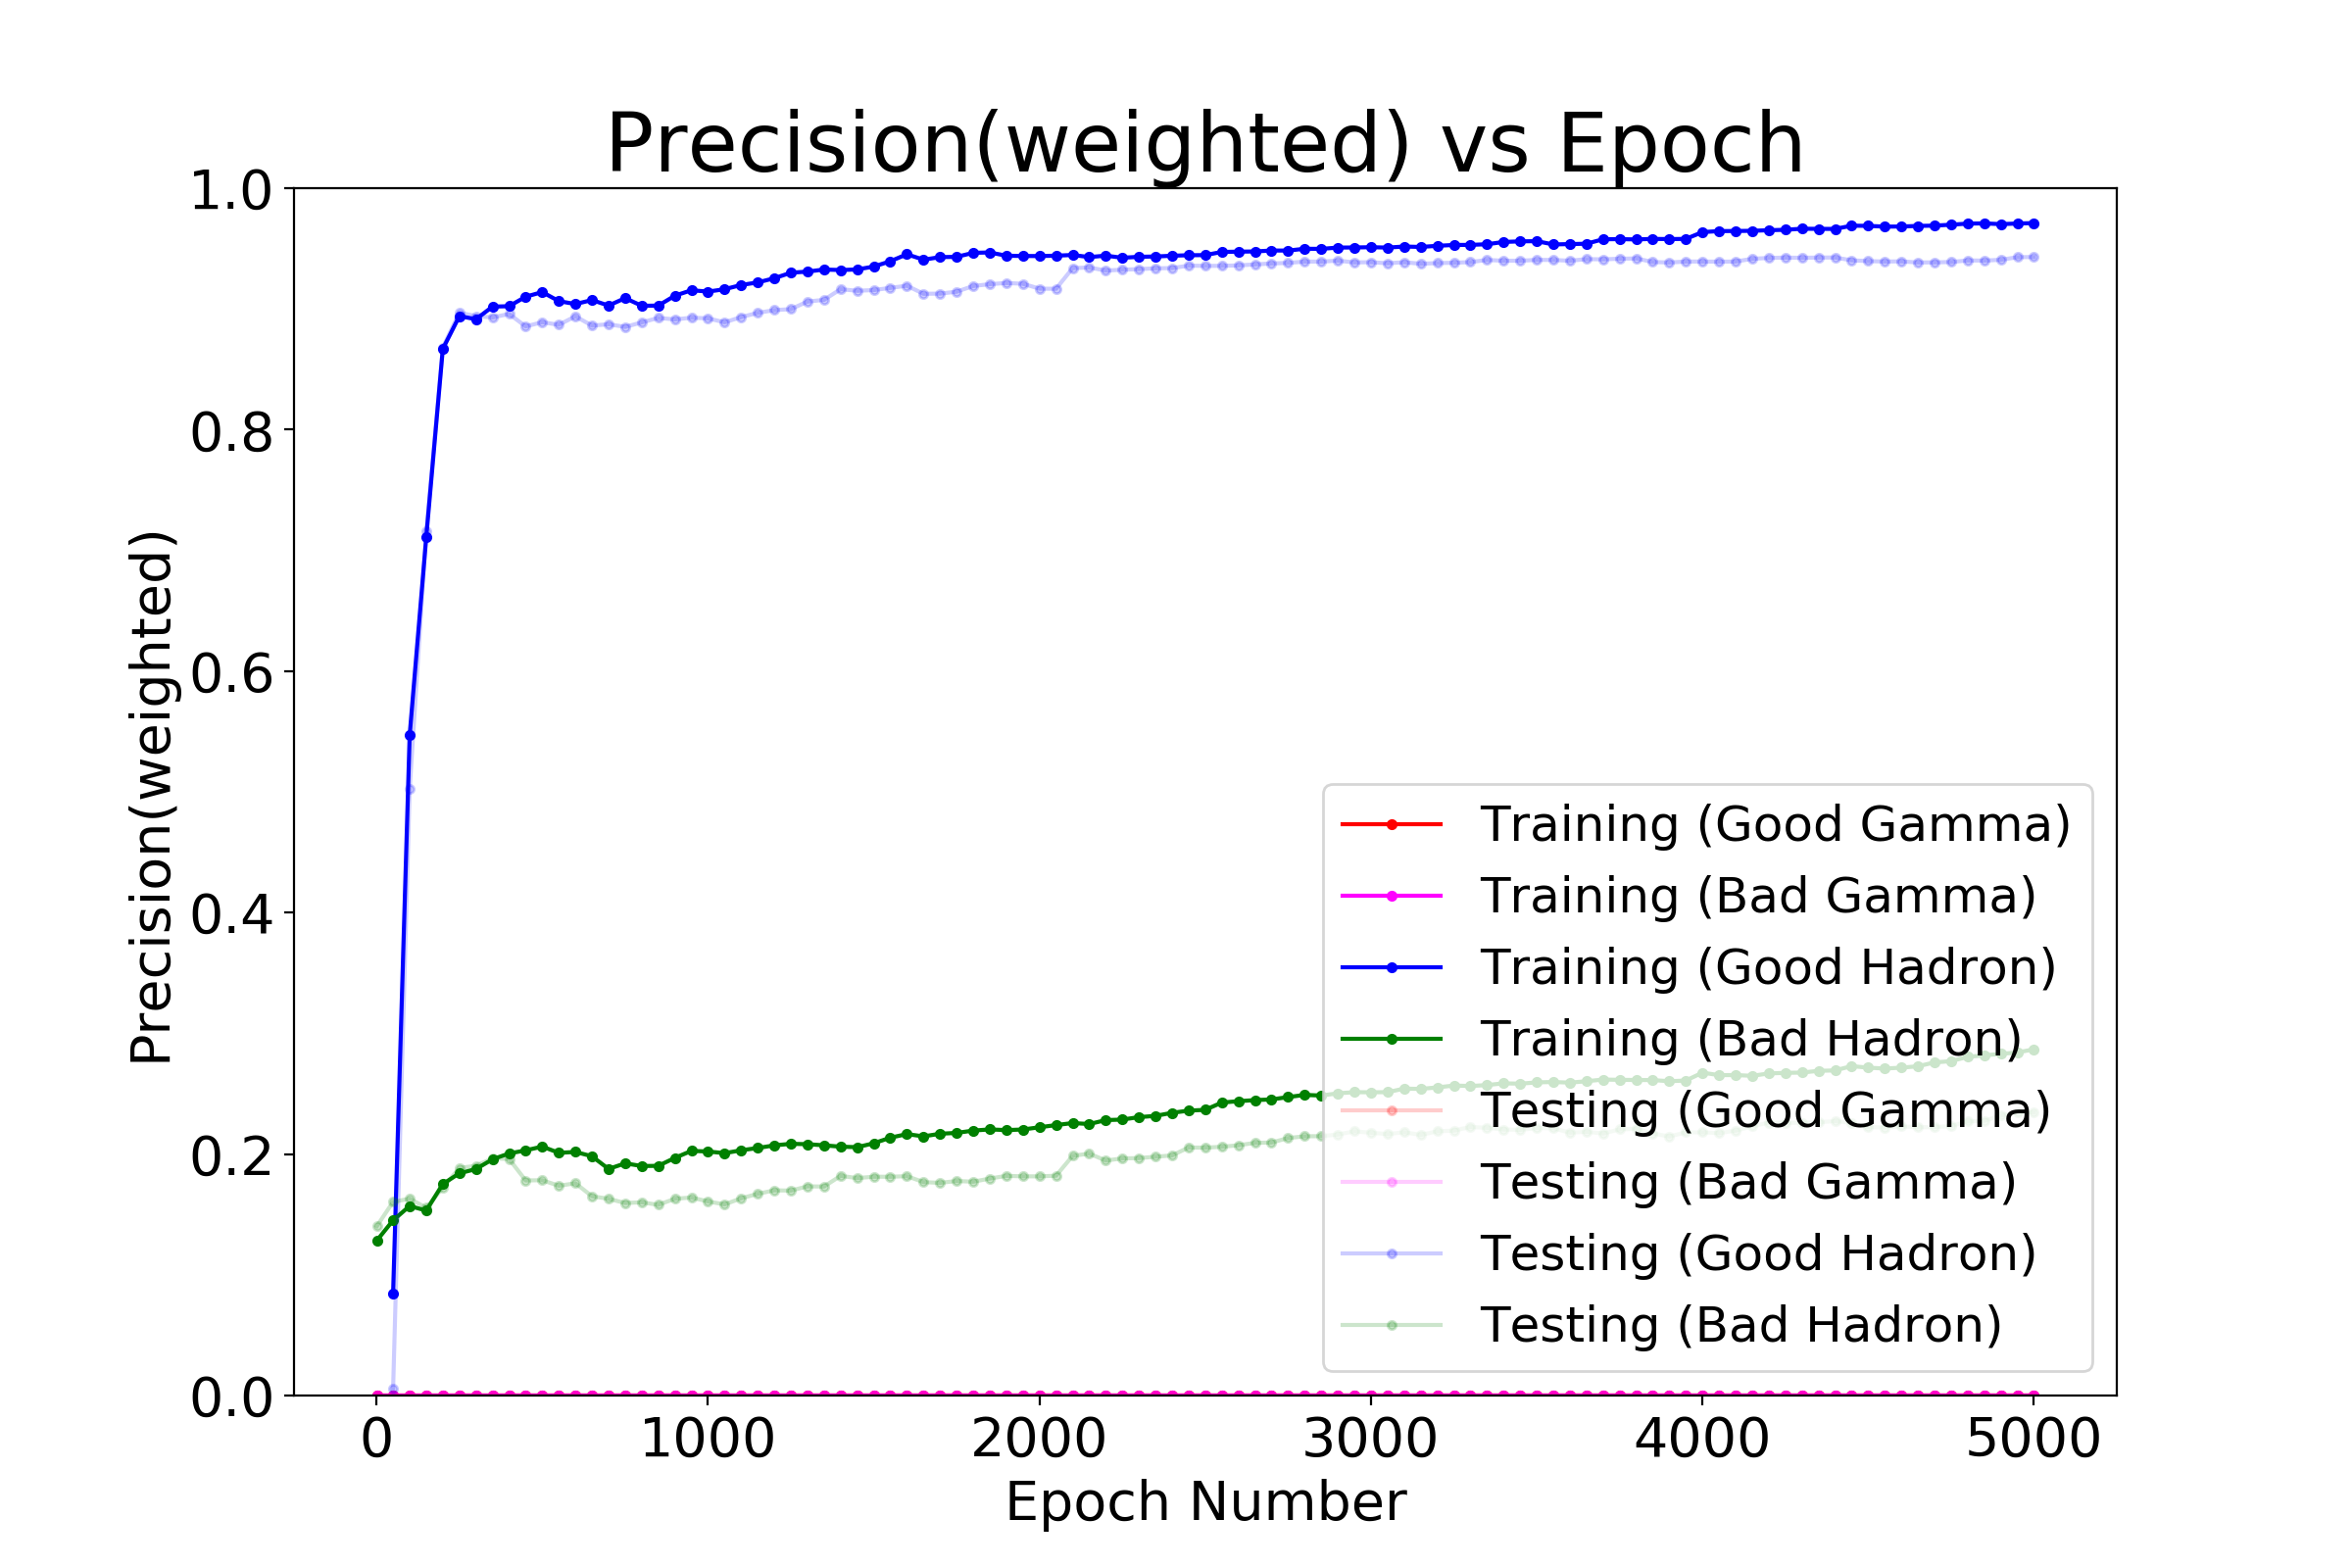 Precision(weighted) vs Epoch
1.0
0.8
0.6
0.4
0.2
0.0
Precision(weighted)
Training (Good Gamma)
Training (Bad Gamma)
Training (Good Hadron)
Training (Bad Hadron)
Testing (Good Gamma)
Testing (Bad Gamma)
Testing (Good Hadron)
Testing (Bad Hadron)
0 1000 2000 3000 4000 5000
Epoch Number